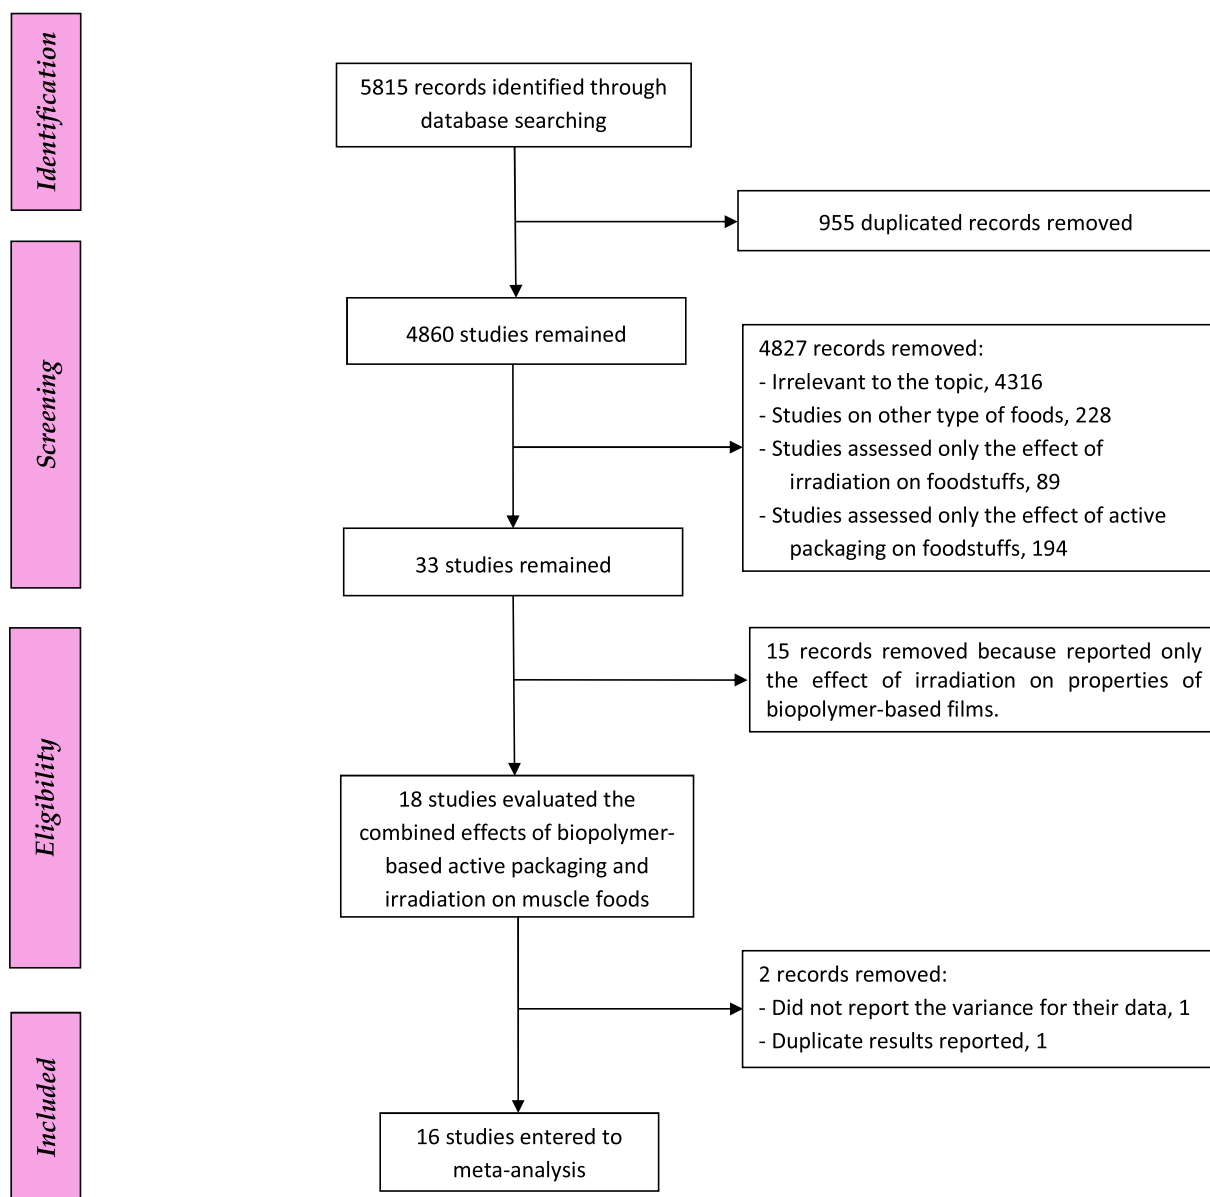 Identification
5815 records identified through
database searching
955 duplicated records removed
Screening
4860 studies remained
4827 records removed:
- Irrelevant to the topic, 4316
- Studies on other type of foods, 228
- Studies assessed only the effect of
irradiation on foodstuffs, 89
- Studies assessed only the effect of active
packaging on foodstuffs, 194
33 studies remained
Eligibility
15 records removed because reported only
the effect of irradiation on properties of
biopolymer-based films.
18 studies evaluated the
combined effects of biopolymer-
based active packaging and
irradiation on muscle foods
2 records removed:
- Did not report the variance for their data, 1
- Duplicate results reported, 1
Included
16 studies entered to
meta-analysis